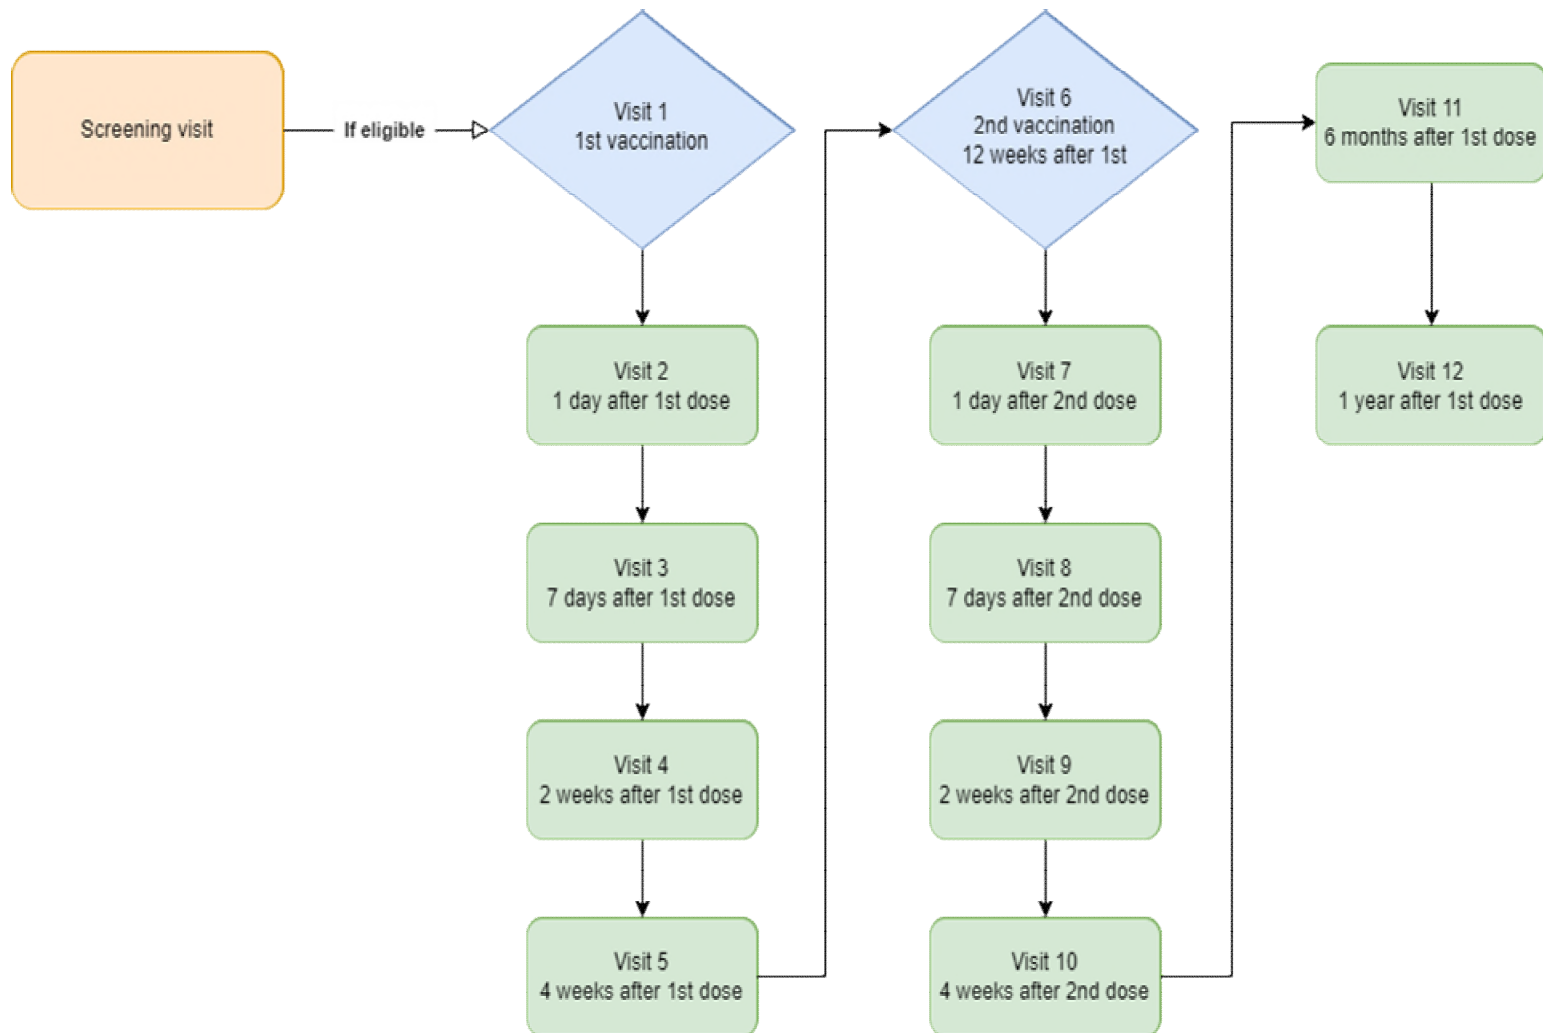 Screening visit
If eligible
Visit 1
1st vaccination
Visit 2
1 day after 1st dose
Visit 3
7 days after 1st dose
Visit 4
2 weeks after 1st dose
Visit 5
4 weeks after 1st dose
Visit 6
2nd vaccination
12 weeks after 1st
Visit 7
1 day after 2nd dose
Visit 8
7 days after 2nd dose
Visit 9
2 weeks after 2nd dose
Visit 10
4 weeks after 2nd dose
Visit 11
6 months after 1st dose
Visit 12
1 year after 1st dose